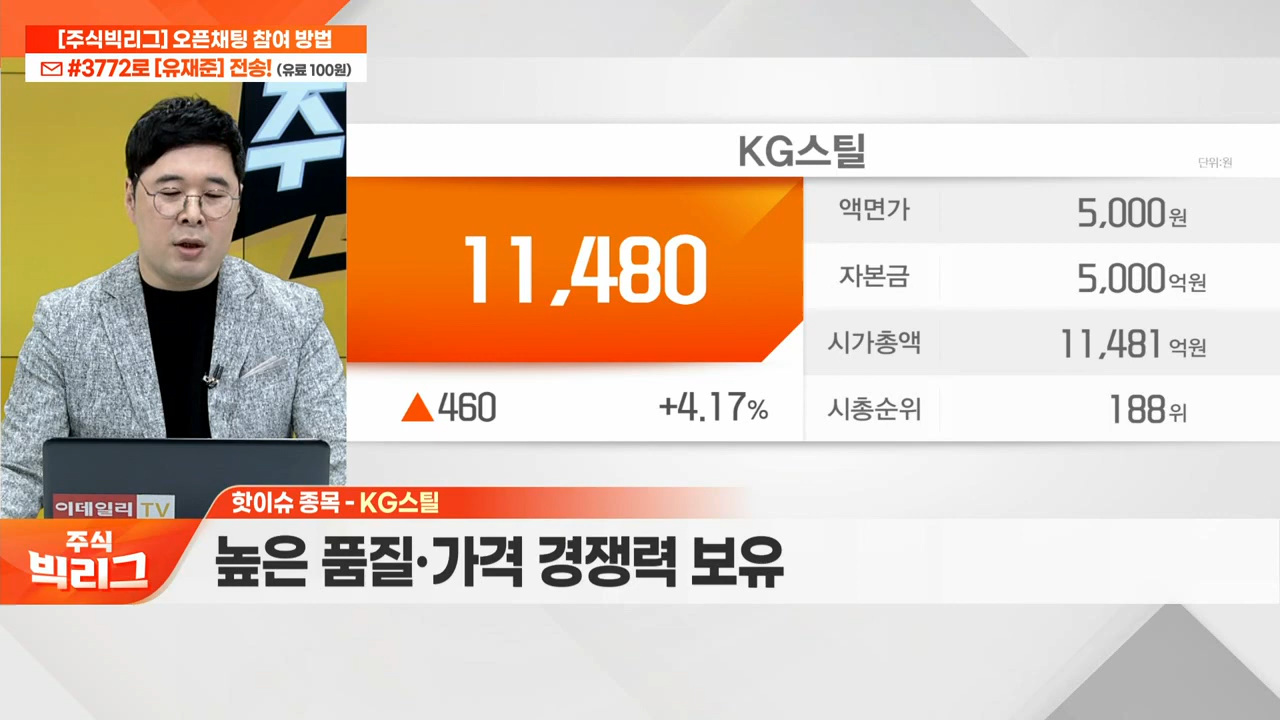 [주식빅리그] 오픈채팅 참여 방법
#3772로 [유재준] 전송! (유료 100원)
주
KG스틸
단위:원
11,480
▲460 +4.17%
액면가 5,000원
자본금 5,000억원
시가총액 11,481억원
시총순위 188위
이데일리TV
핫이슈 종목 - KG스틸
주식
빅리그
높은 품질·가격 경쟁력 보유